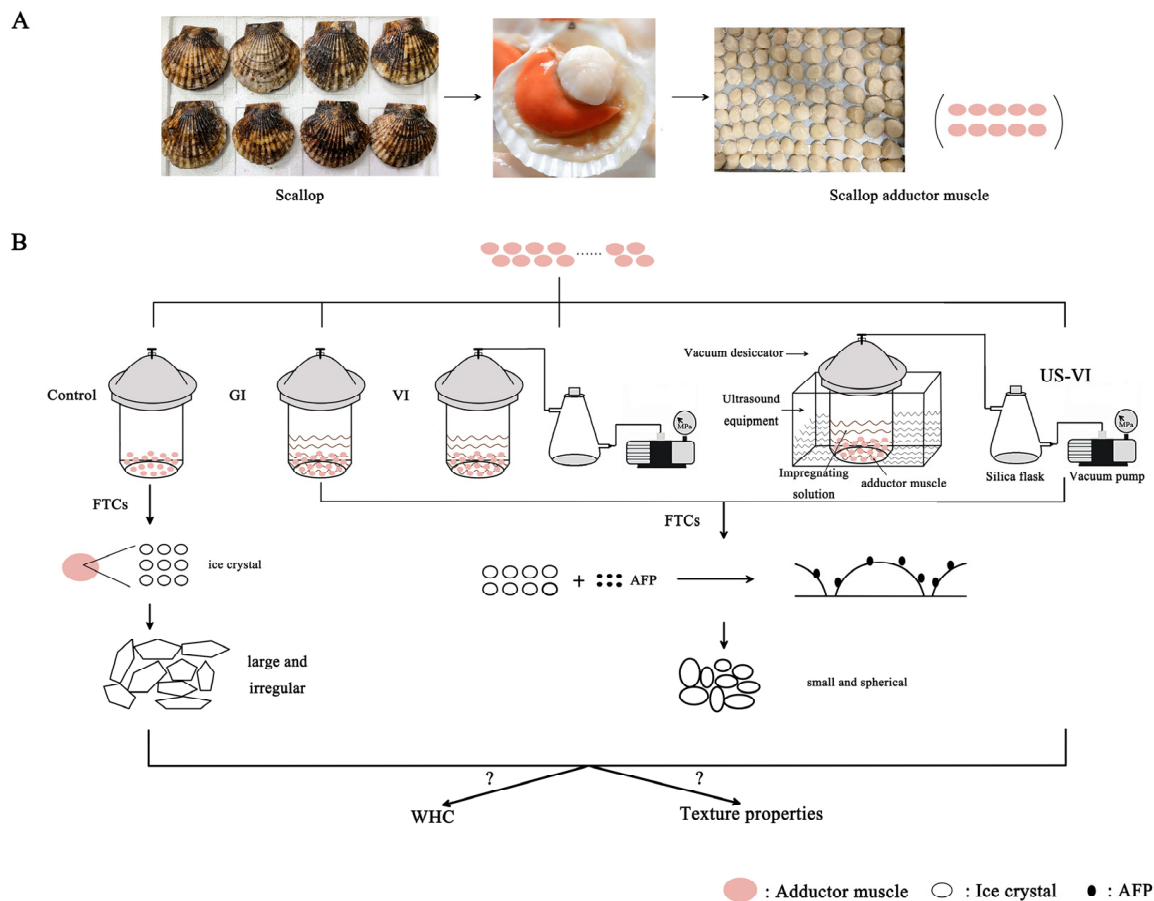 A
Scallop
Scallop adductor muscle
B
Control
GI
VI
MPa
Vacuum desiccator
Ultrasound
equipment
US-VI
MPa
Impregnating
solution
adductor muscle
Silica flask
Vacuum pump
FTCs
FTCs
ice crystal
+
AFP
large and
irregular
small and spherical
?
?
WHC
Texture properties
: Adductor muscle
: Ice crystal
: AFP